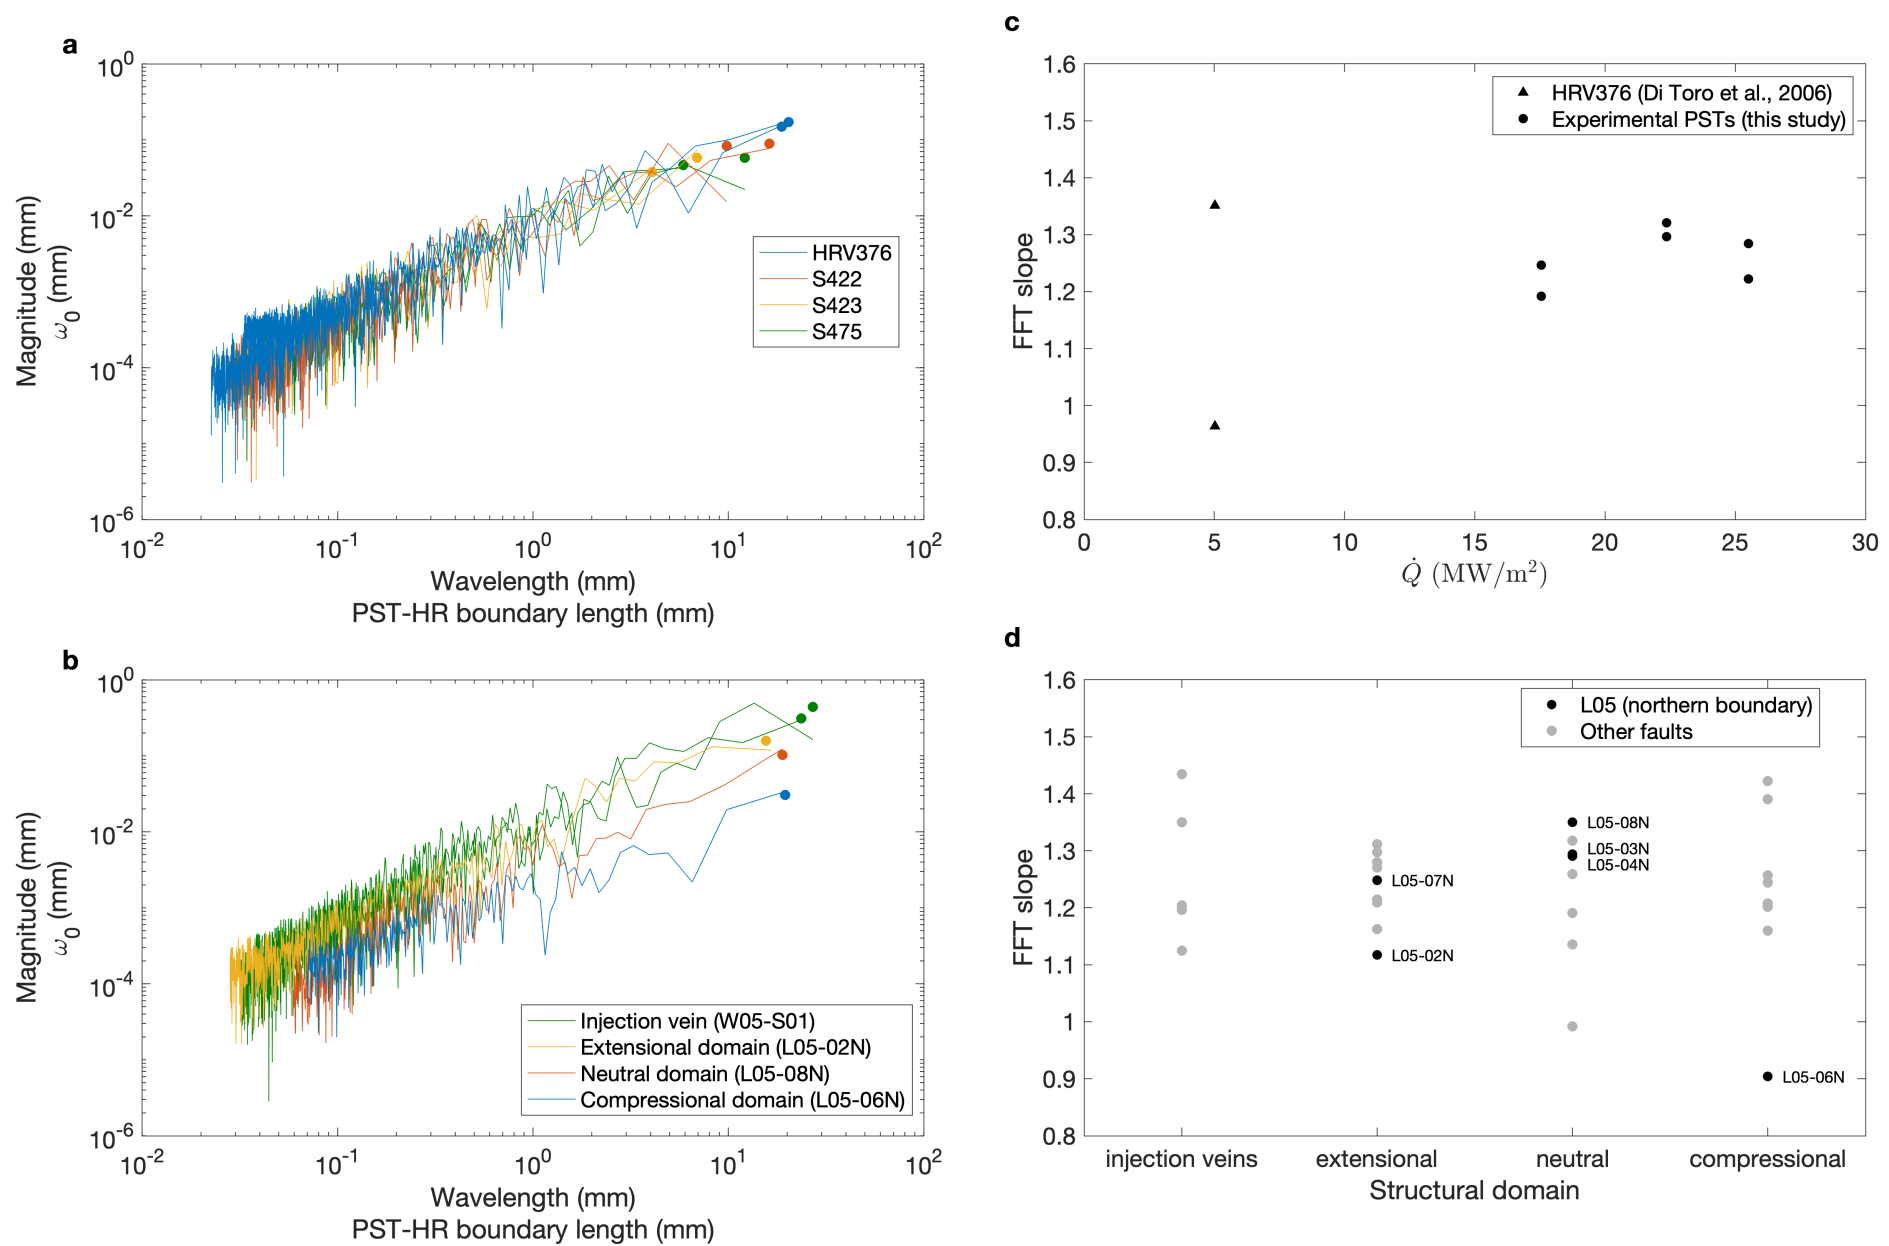 a
10^0
10^-2
10^-4
10^-6
Magnitude (mm)
ω_0 (mm)
HRV376
S422
S423
S475
10^-2
10^-1
10^0
10^1
10^2
Wavelength (mm)
PST-HR boundary length (mm)
b
10^0
10^-2
10^-4
10^-6
Magnitude (mm)
ω_0 (mm)
Injection vein (W05-S01)
Extensional domain (L05-02N)
Neutral domain (L05-08N)
Compressional domain (L05-06N)
10^-2
10^-1
10^0
10^1
10^2
Wavelength (mm)
PST-HR boundary length (mm)
c
1.6
1.5
1.4
1.3
1.2
1.1
1
0.9
0.8
FFT slope
HRV376 (Di Toro et al., 2006)
Experimental PSTs (this study)
0
5
10
15
20
25
30
Q̇ (MW/m²)
d
1.6
1.5
1.4
1.3
1.2
1.1
1
0.9
0.8
FFT slope
L05 (northern boundary)
Other faults
L05-07N
L05-02N
L05-08N
L05-03N
L05-04N
L05-06N
injection veins
extensional
neutral
compressional
Structural domain